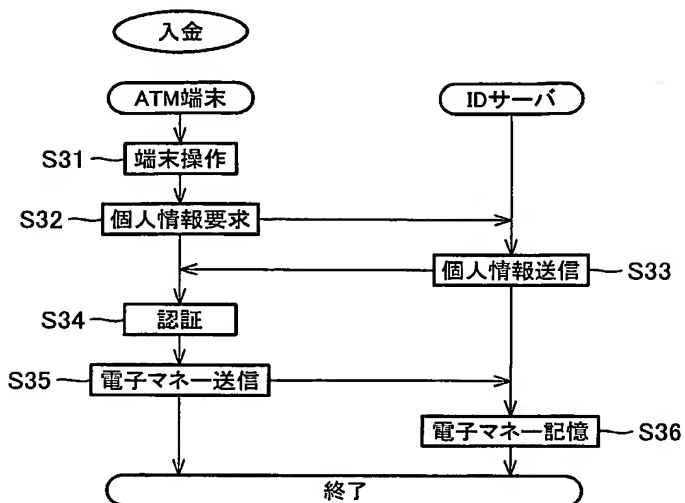 入金
ATM端末
IDサーバ
S31
端末操作
S32
個人情報要求
個人情報送信
S33
S34
認証
S35
電子マネー送信
電子マネー記憶
S36
終了